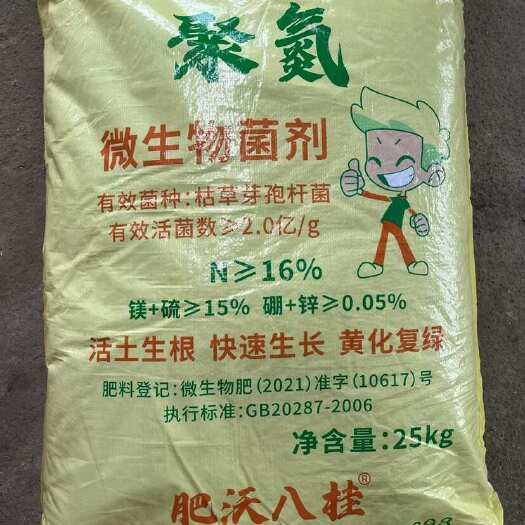 聚氮
微生物菌剂
有效菌种:枯草芽孢杆菌
有效活菌数≥2.0亿/g
N≥16%
镁+硫≥15% 硼+锌≥0.05%
活土生根 快速生长 黄化复绿
肥料登记:微生物肥(2021)准字(10617)号
执行标准:GB20287-2006
净含量:25kg
肥沃八桂®